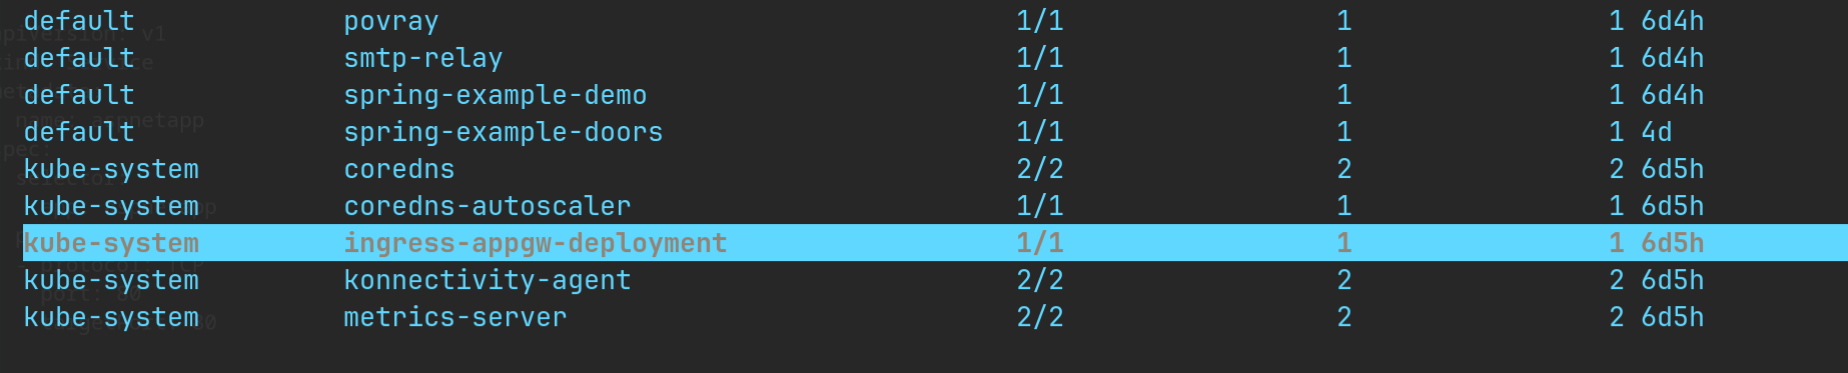 default povray 1/1 1 1 6d4h
default smtp-relay 1/1 1 1 6d4h
default spring-example-demo 1/1 1 1 6d4h
default spring-example-doors 1/1 1 1 4d
kube-system coredns 2/2 2 2 6d5h
kube-system coredns-autoscaler 1/1 1 1 6d5h
kube-system ingress-appgw-deployment 1/1 1 1 6d5h
kube-system konnectivity-agent 2/2 2 2 6d5h
kube-system metrics-server 2/2 2 2 6d5h